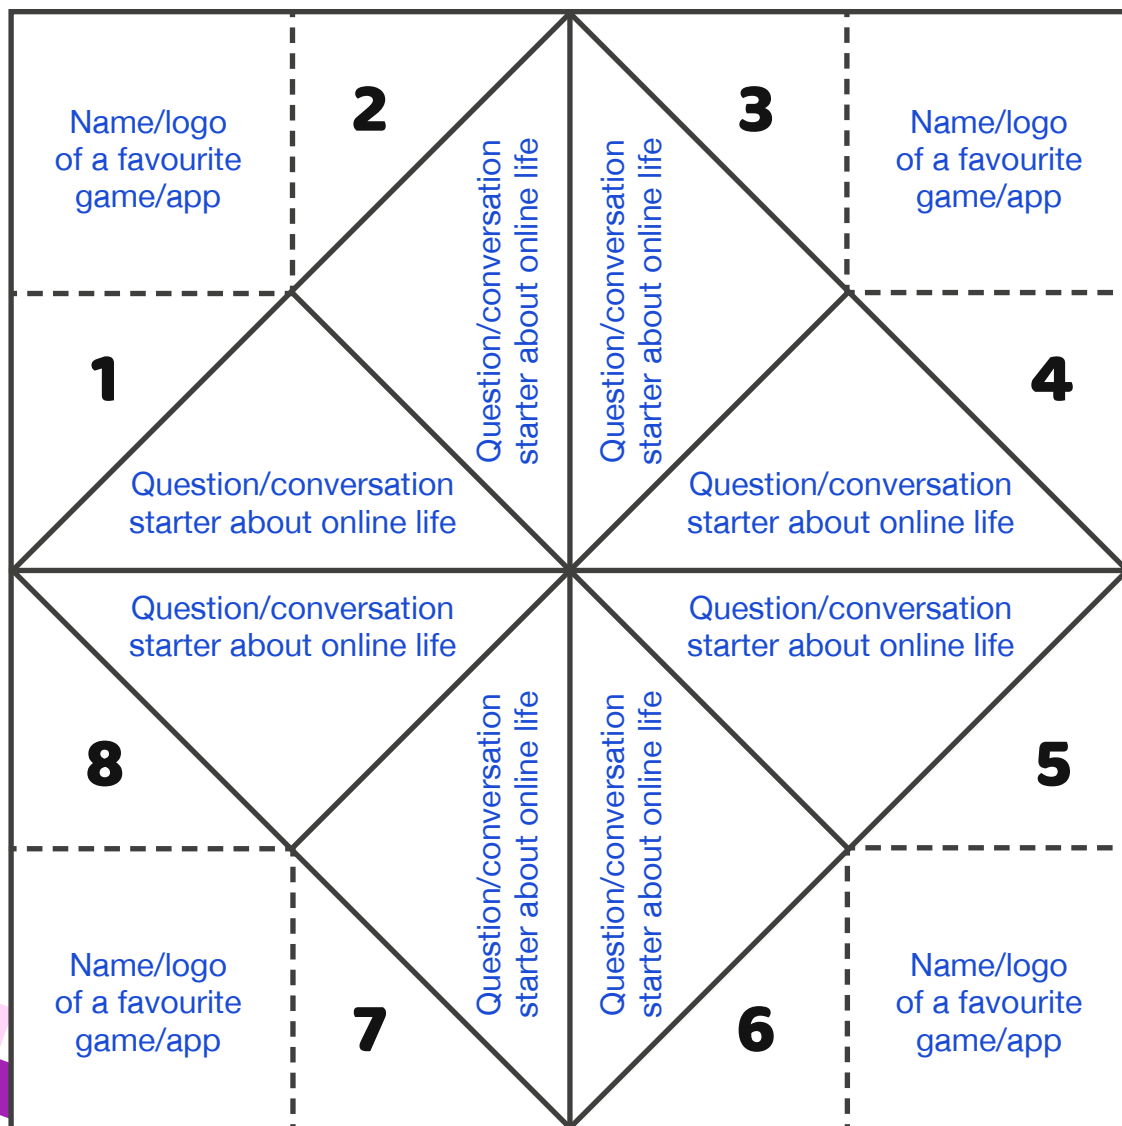 2
3
Name/logo
of a favourite
game/app
Name/logo
of a favourite
game/app
Question/conversation
starter about online life
Question/conversation
starter about online life
1
4
Question/conversation
starter about online life
Question/conversation
starter about online life
Question/conversation
starter about online life
Question/conversation
starter about online life
8
5
Question/conversation
starter about online life
Question/conversation
starter about online life
Name/logo
of a favourite
game/app
7
6
Name/logo
of a favourite
game/app